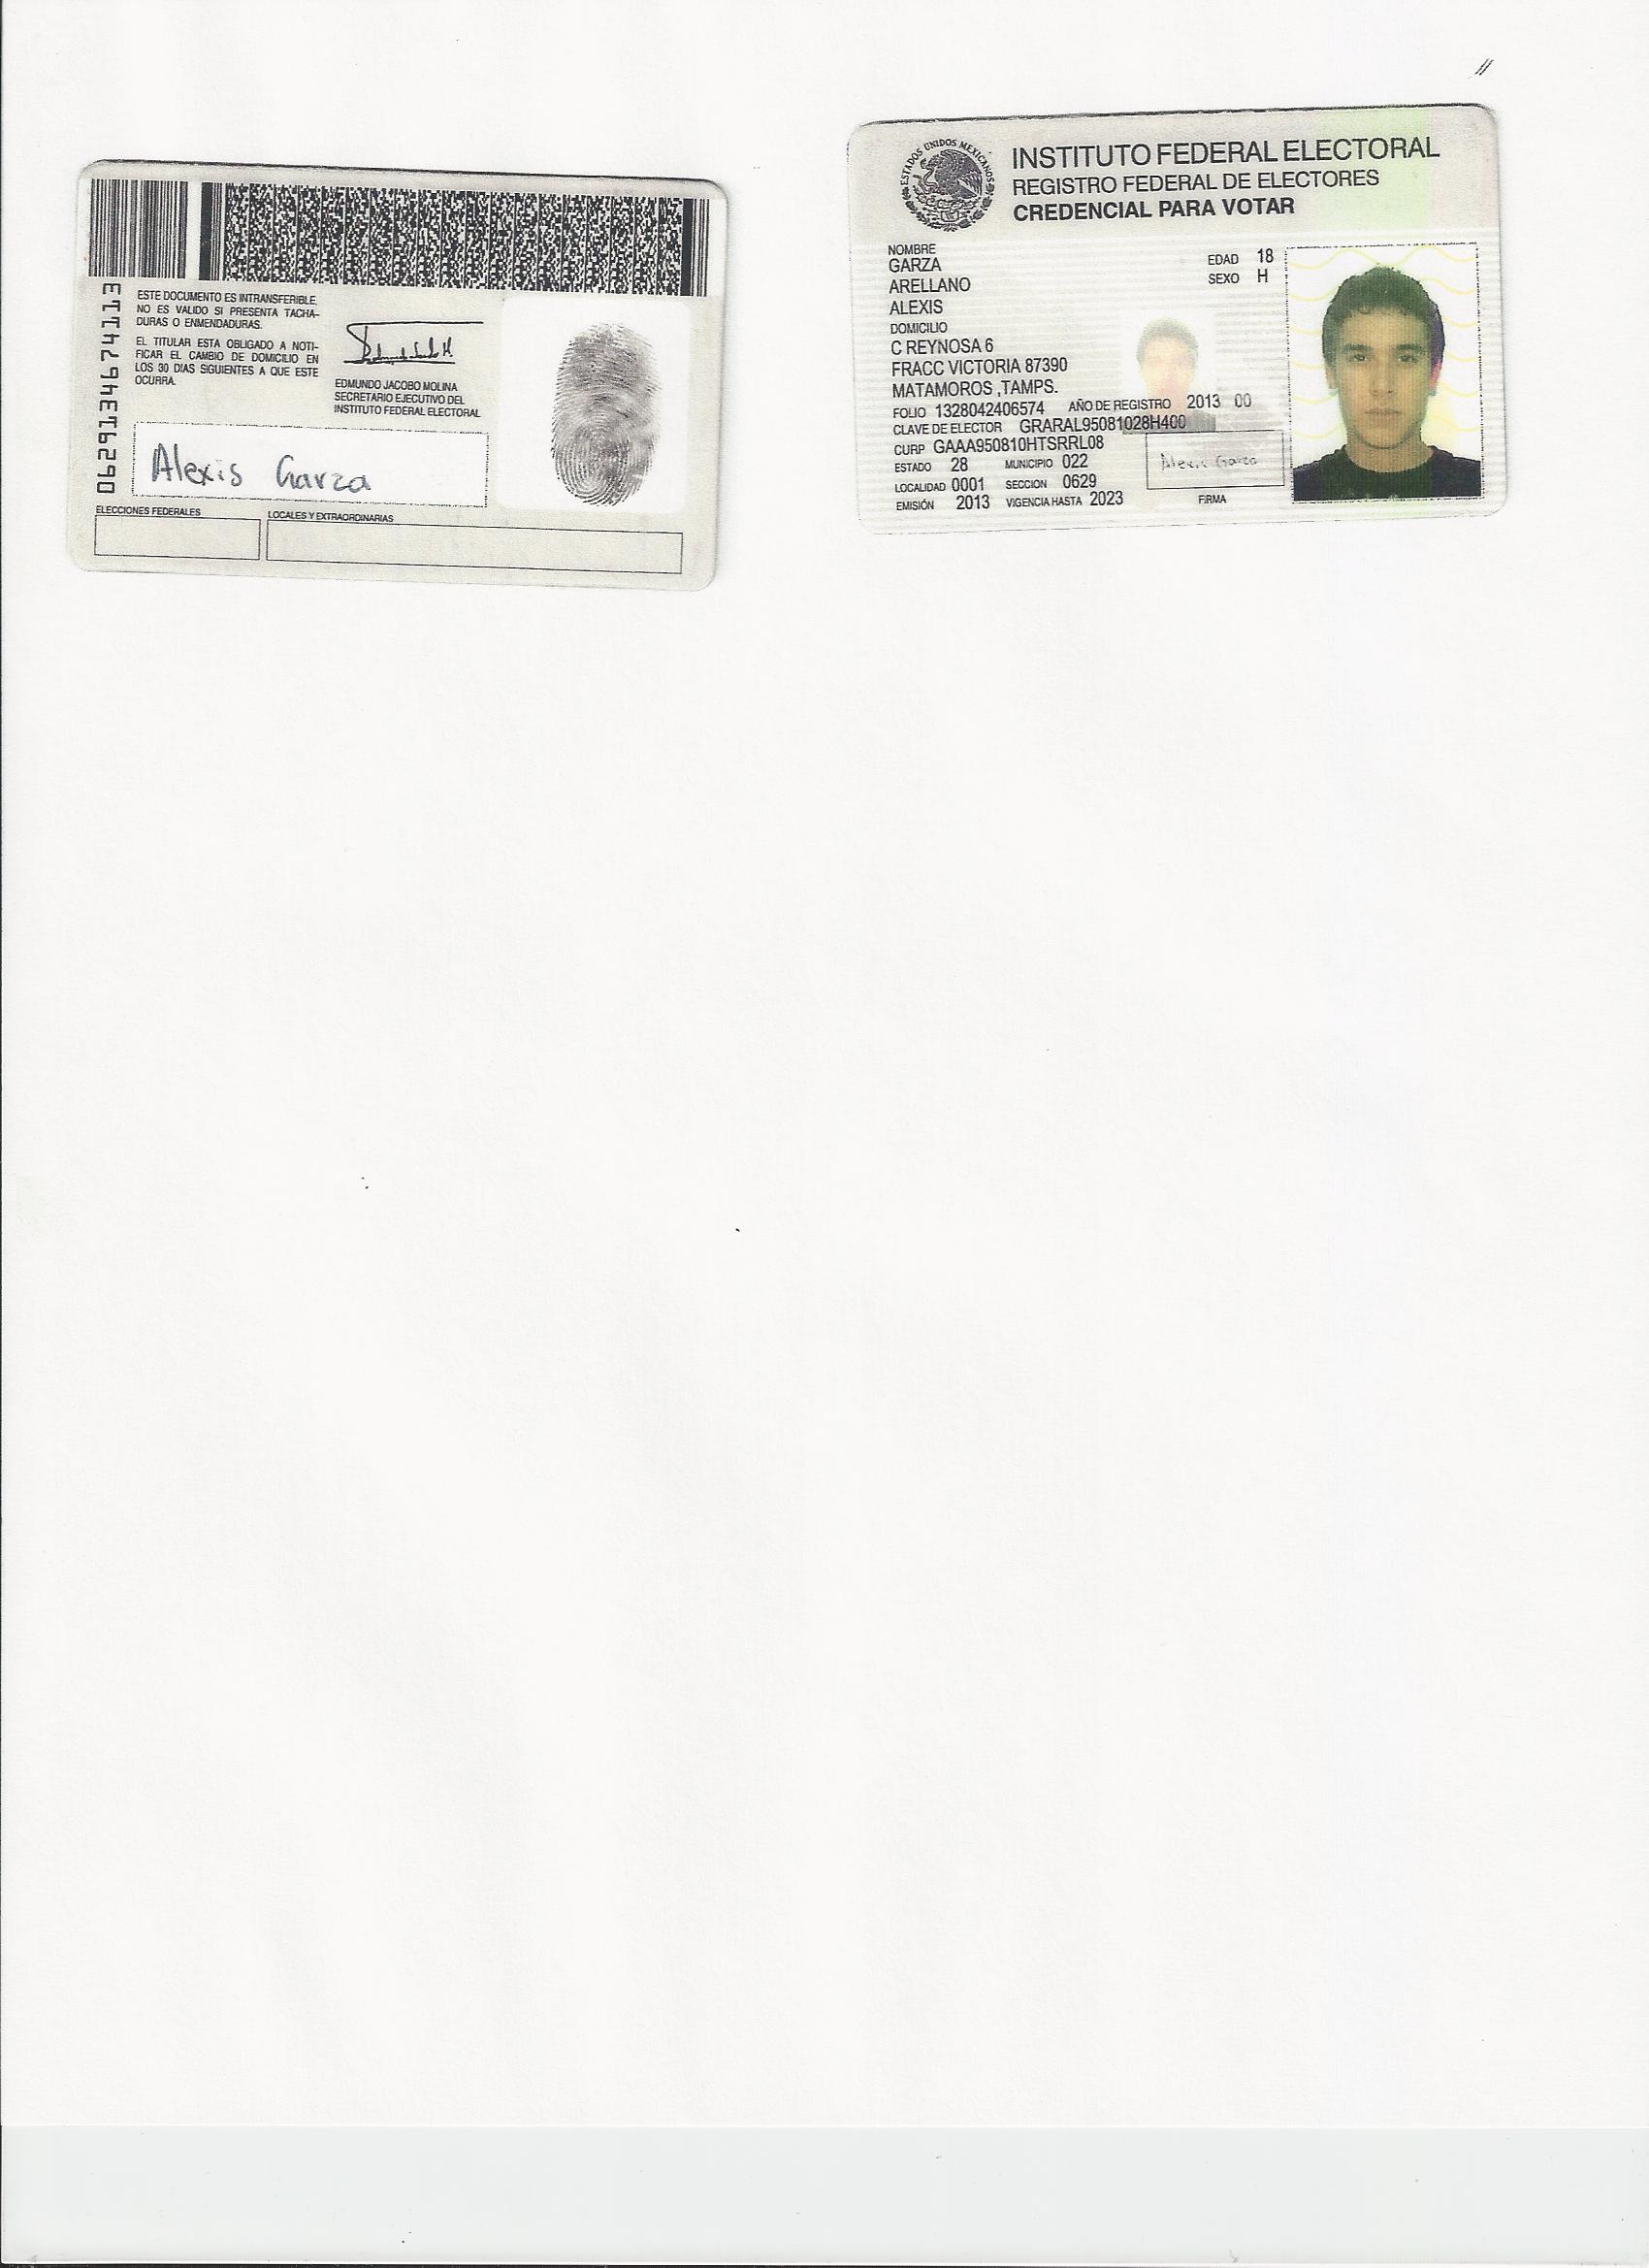 0629134674113
ESTE DOCUMENTO ES INTRANSFERIBLE,
NO ES VALIDO SI PRESENTA TACHA-
DURAS O ENMENDADURAS.
EL TITULAR ESTA OBLIGADO A NOTI-
FICAR EL CAMBIO DE DOMICILIO EN
LOS 30 DIAS SIGUIENTES A QUE ESTE
OCURRA.
EDMUNDO JACOBO MOLINA
SECRETARIO EJECUTIVO DEL
INSTITUTO FEDERAL ELECTORAL
Alexis Garza
ELECCIONES FEDERALES
LOCALES Y EXTRAORDINARIAS
ESTADOS UNIDOS MEXICANOS
INSTITUTO FEDERAL ELECTORAL
REGISTRO FEDERAL DE ELECTORES
CREDENCIAL PARA VOTAR
NOMBRE
GARZA
ARELLANO
ALEXIS
EDAD 18
SEXO H
DOMICILIO
C REYNOSA 6
FRACC VICTORIA 87390
MATAMOROS ,TAMPS.
FOLIO 1328042406574 AÑO DE REGISTRO 2013 00
CLAVE DE ELECTOR GRARAL95081028H400
CURP GAAA950810HTSRRL08
ESTADO 28 MUNICIPIO 022
LOCALIDAD 0001 SECCION 0629
EMISIÓN 2013 VIGENCIA HASTA 2023
Alexis Garza
FIRMA